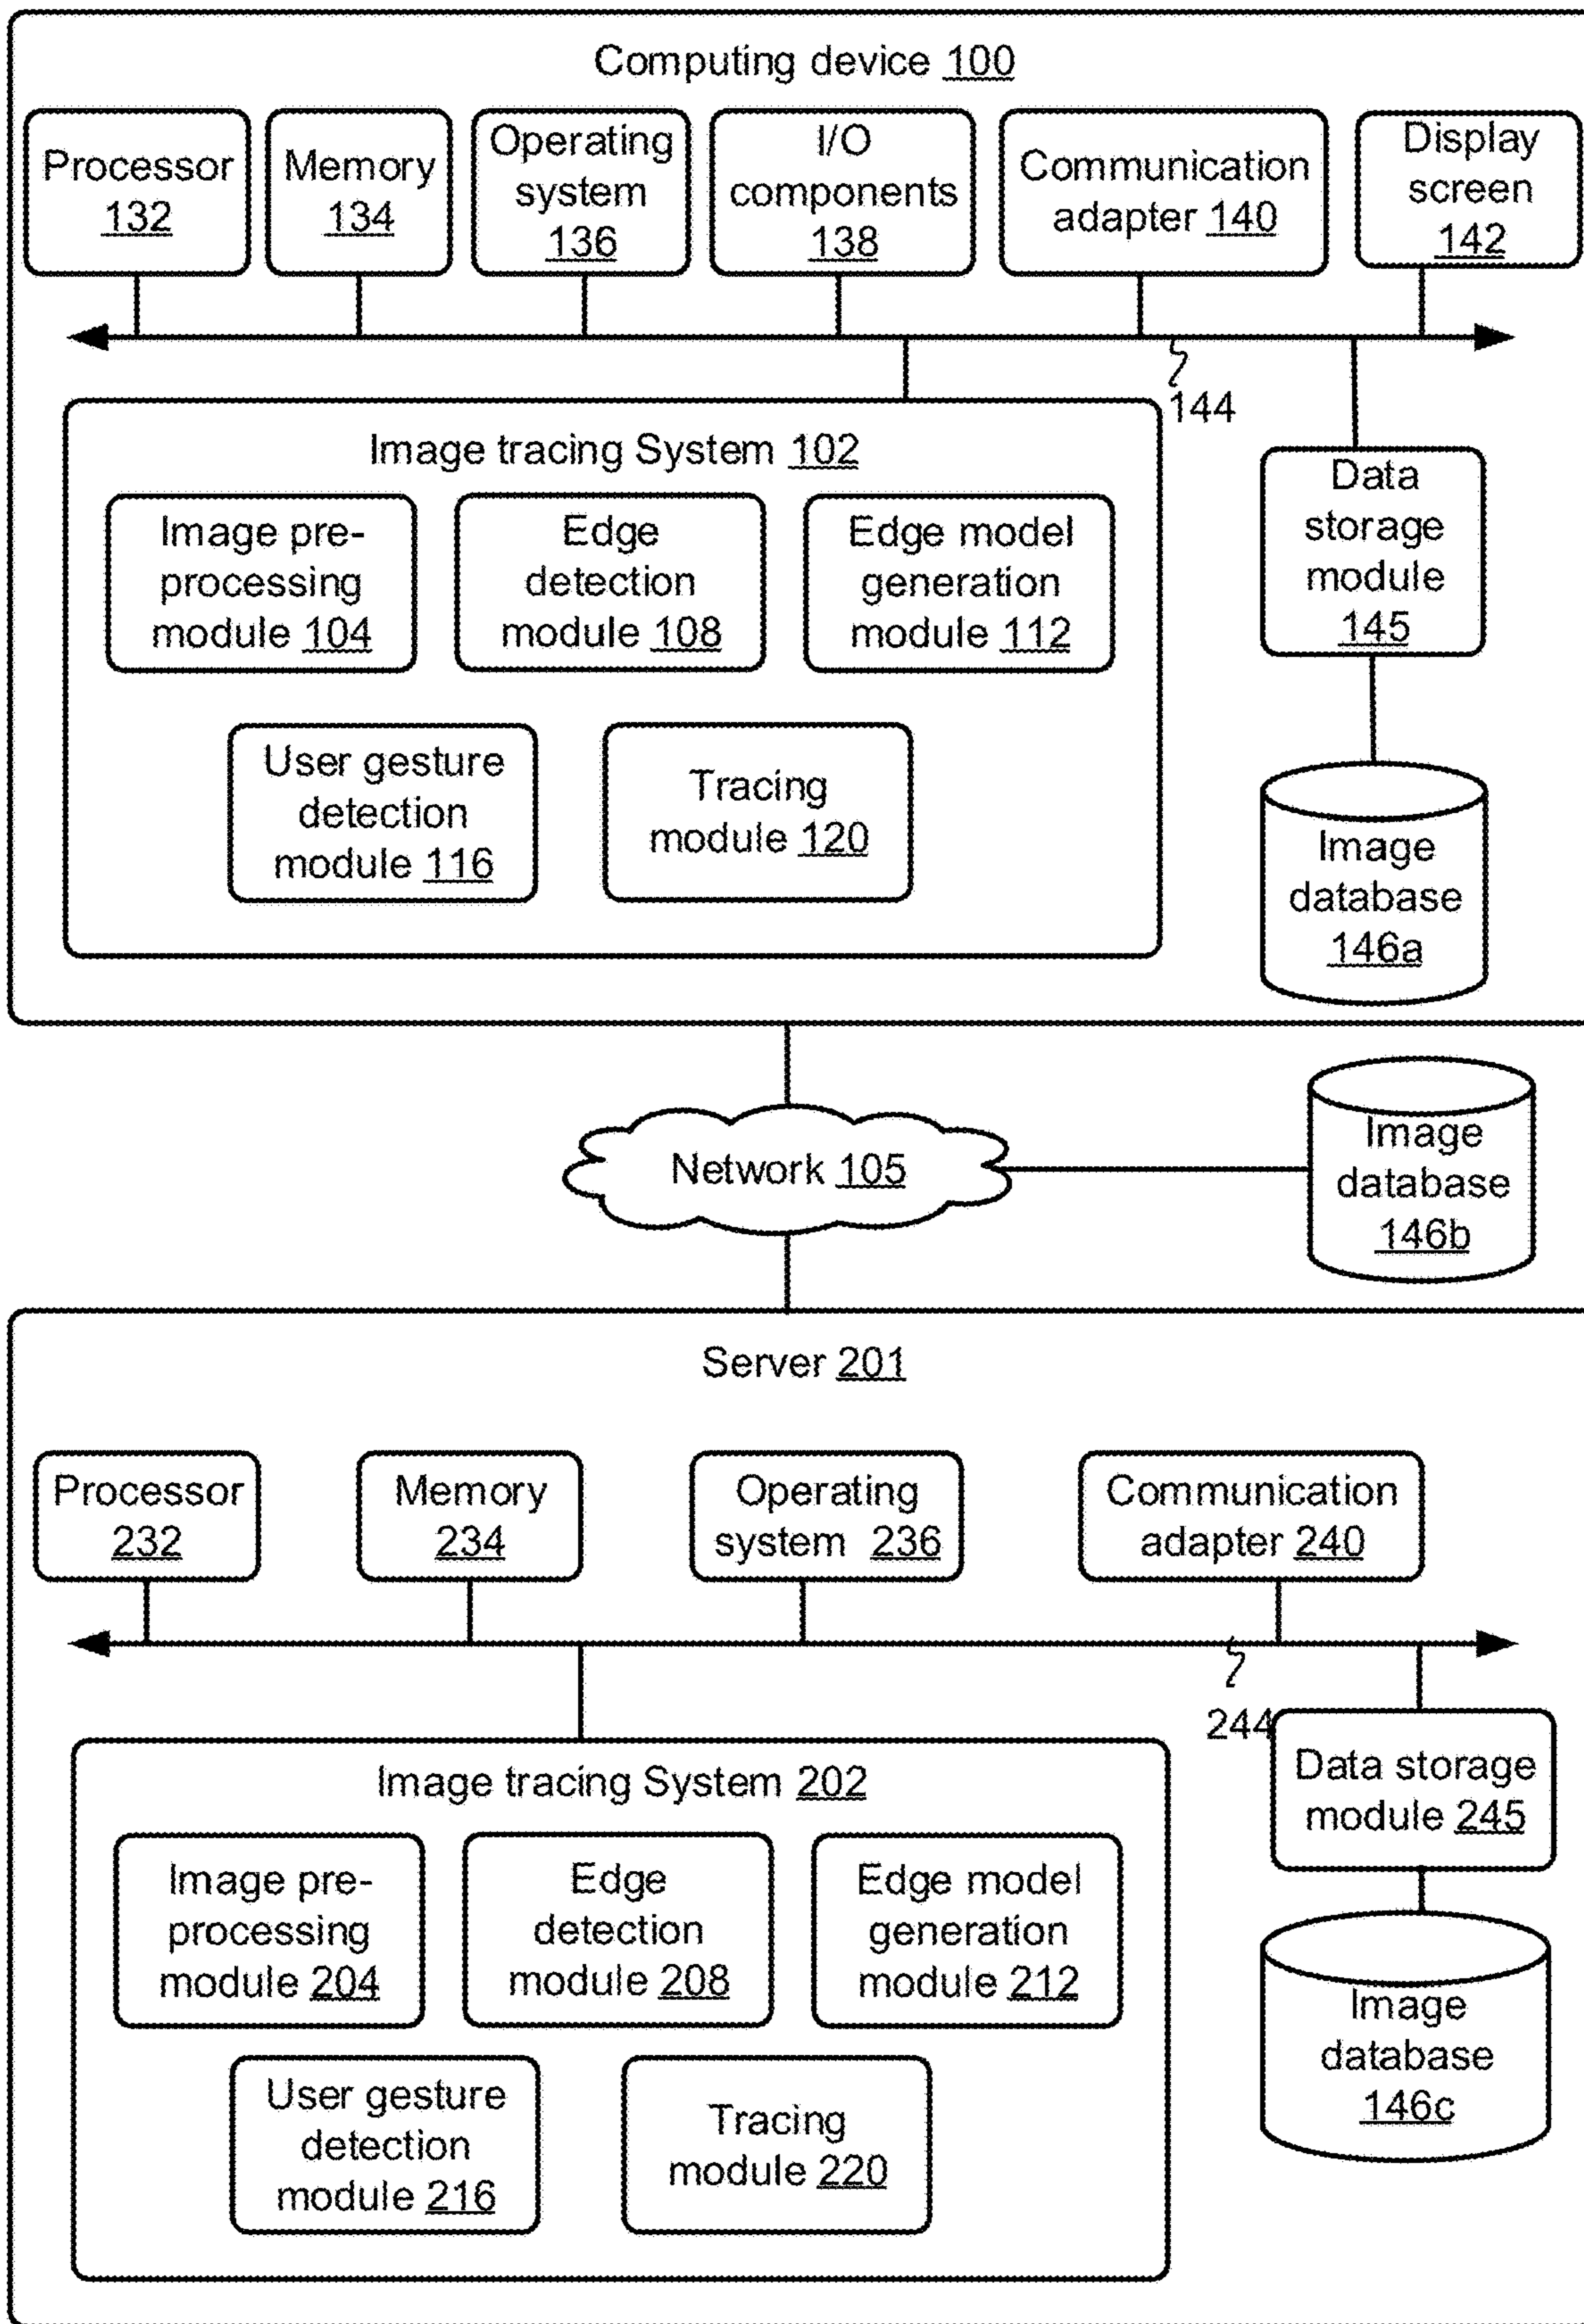 Computing device 100
Processor
132
Memory
134
Operating
system
136
I/O
components
138
Communication
adapter 140
Display
screen
142
144
Image tracing System 102
Image pre-
processing
module 104
Edge
detection
module 108
Edge model
generation
module 112
User gesture
detection
module 116
Tracing
module 120
Data
storage
module
145
Image
database
146a
Network 105
Image
database
146b
Server 201
Processor
232
Memory
234
Operating
system 236
Communication
adapter 240
244
Image tracing System 202
Image pre-
processing
module 204
Edge
detection
module 208
Edge model
generation
module 212
User gesture
detection
module 216
Tracing
module 220
Data storage
module 245
Image
database
146c